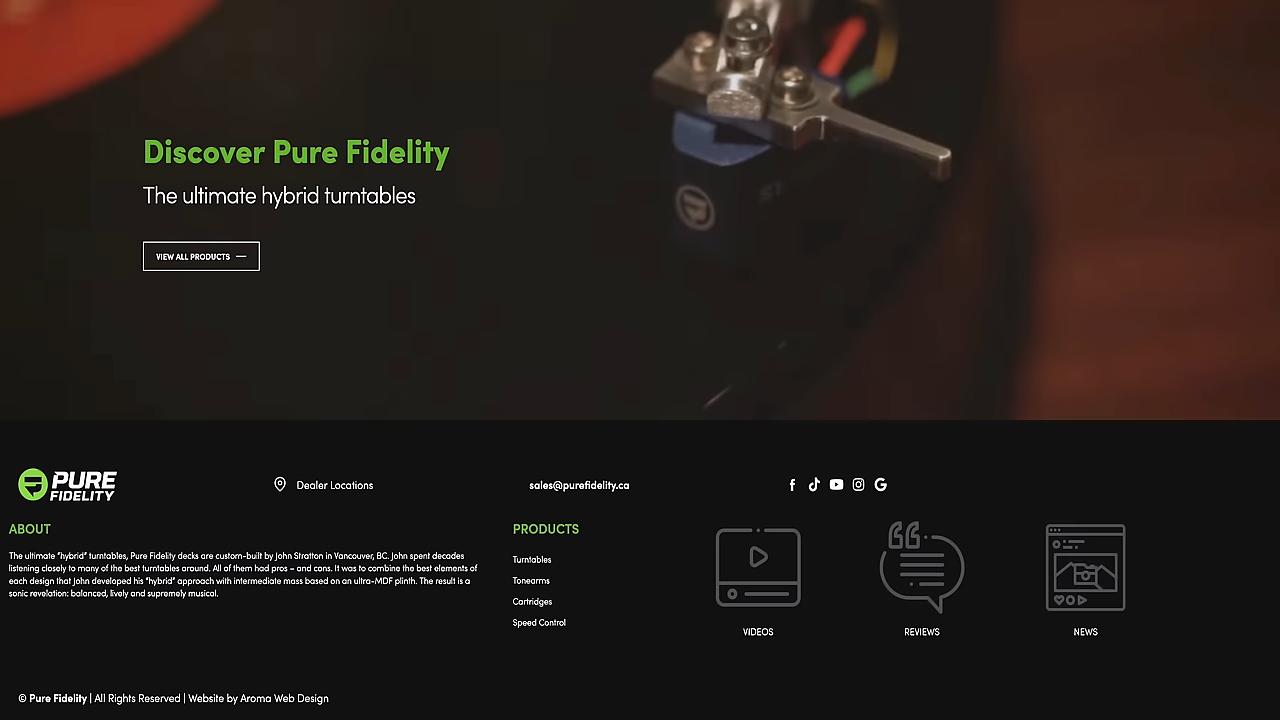 Discover Pure Fidelity
The ultimate hybrid turntables
VIEW ALL PRODUCTS
PURE
FIDELITY
Dealer Locations
sales@purefidelity.ca
ABOUT
The ultimate "hybrid" turntables, Pure Fidelity decks are custom-built by John Stratton in Vancouver, BC. John spent decades
listening closely to many of the best turntables around. All of them had pros – and cons. It was to combine the best elements of
each design that John developed his "hybrid" approach with intermediate mass based on an ultra-MDF plinth. The result is a
sonic revelation: balanced, lively and supremely musical.
PRODUCTS
Turntables
Tonearms
Cartridges
Speed Control
VIDEOS
REVIEWS
NEWS
© Pure Fidelity | All Rights Reserved | Website by Aroma Web Design